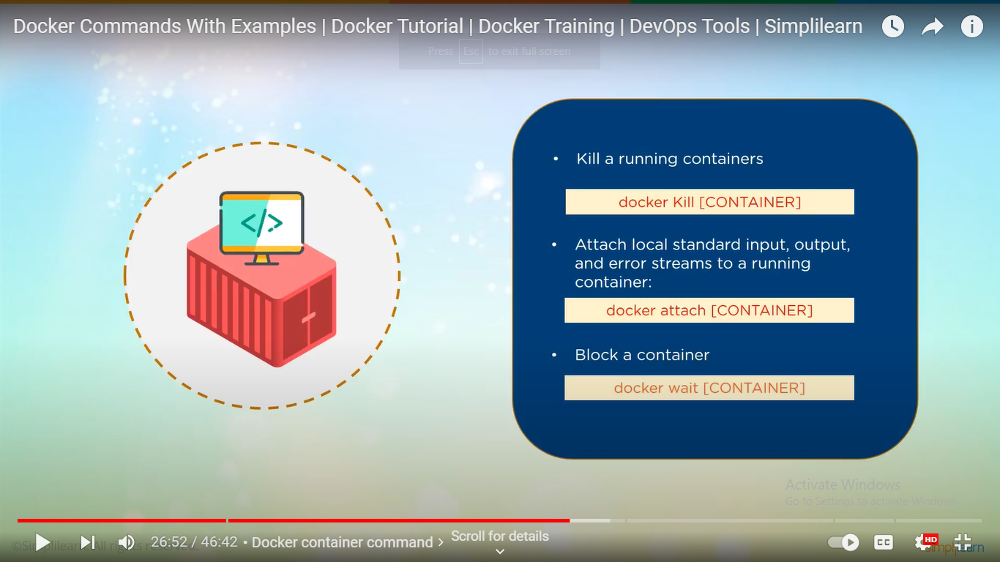 Docker Commands With Examples | Docker Tutorial | Docker Training | DevOps Tools | Simplilearn
Press Esc to exit full screen
• Kill a running containers
docker Kill [CONTAINER]
• Attach local standard input, output,
and error streams to a running
container:
docker attach [CONTAINER]
• Block a container
docker wait [CONTAINER]
Activate Windows
Go to Settings to activate Windows.
©Simplilearn. All rights reserved.
26:52 / 46:42 • Docker container command >
Scroll for details
CC
HD
simplilearn